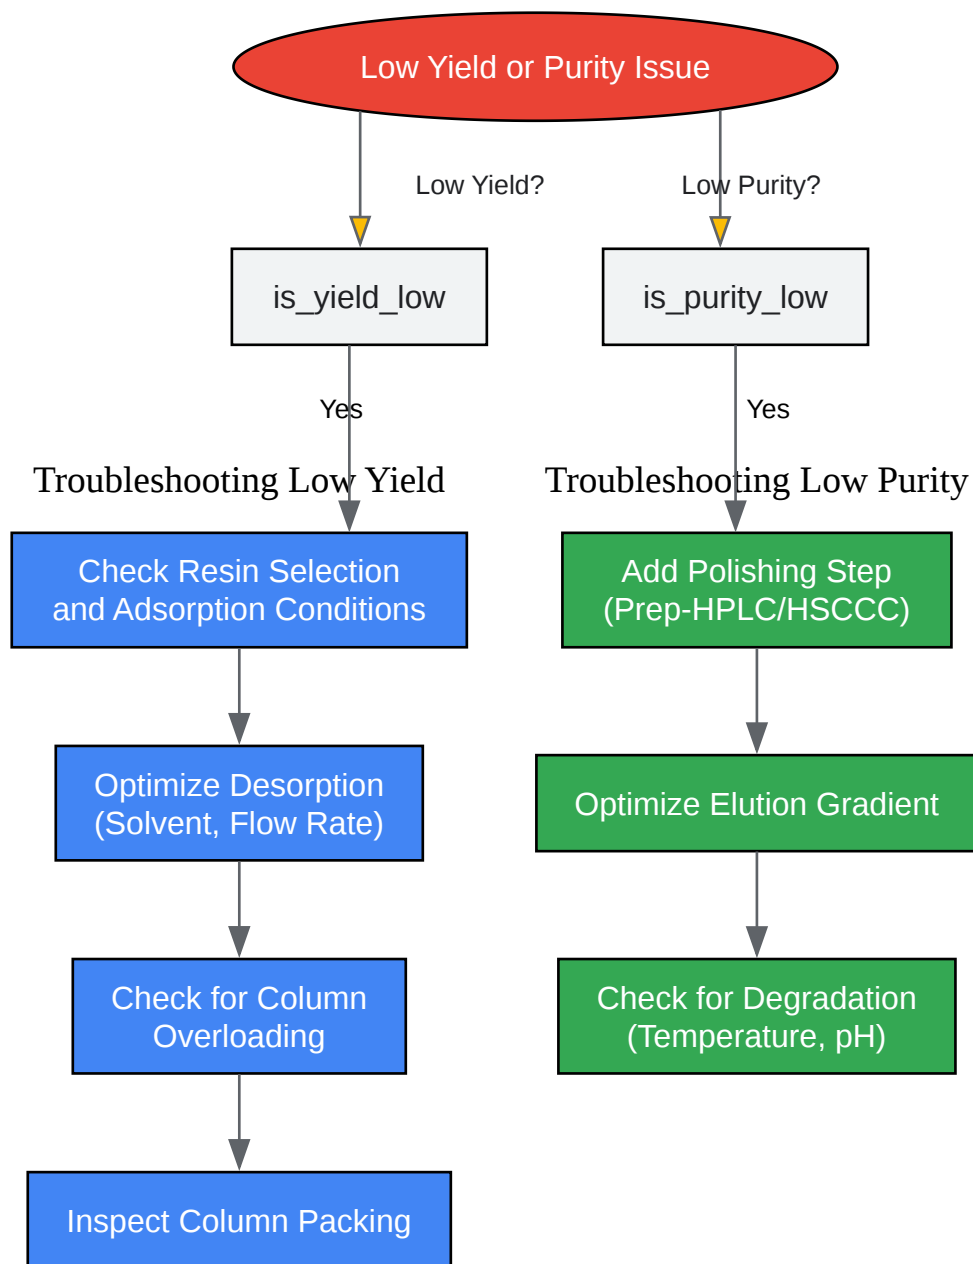 Low Yield or Purity Issue
Low Yield?
Low Purity?
is_yield_low
is_purity_low
Yes
Yes
Troubleshooting Low Yield
Troubleshooting Low Purity
Check Resin Selection
and Adsorption Conditions
Add Polishing Step
(Prep-HPLC/HSCCC)
Optimize Desorption
(Solvent, Flow Rate)
Optimize Elution Gradient
Check for Column
Overloading
Check for Degradation
(Temperature, pH)
Inspect Column Packing